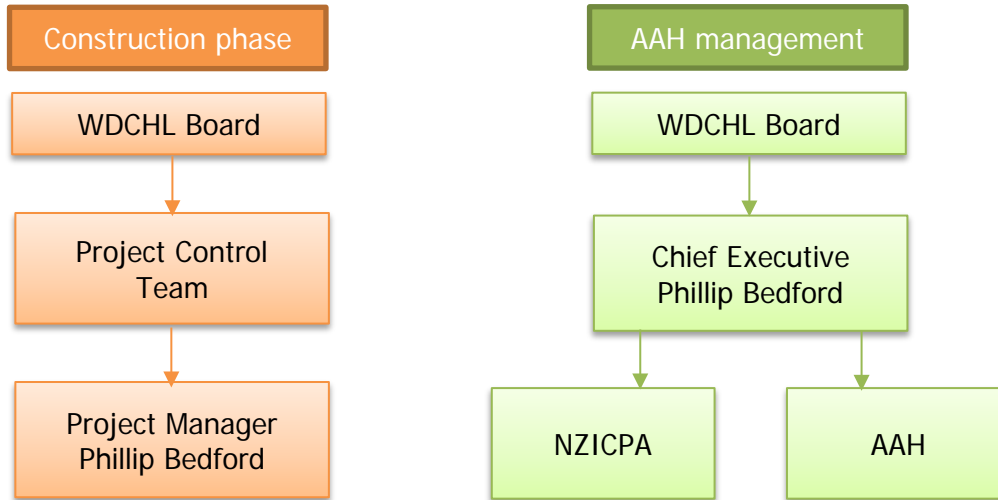 Construction phase
WDCHL Board
Project Control
Team
Project Manager
Phillip Bedford
AAH management
WDCHL Board
Chief Executive
Phillip Bedford
NZICPA
AAH